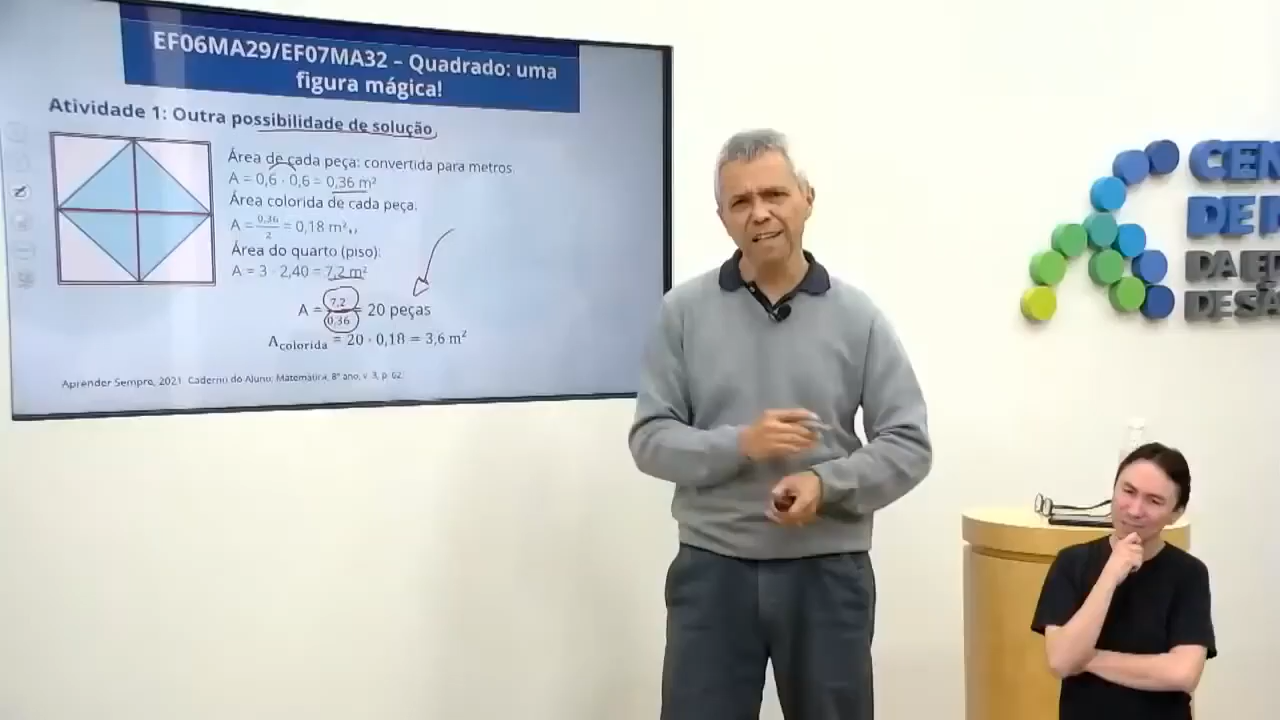 EF06MA29/EF07MA32 – Quadrado: uma
figura mágica!
Atividade 1: Outra possibilidade de solução
Área de cada peça: convertida para metros.
A = 0,6 · 0,6 = 0,36 m²
Área colorida de cada peça:
A = 0,36/2 = 0,18 m²
Área do quarto (piso):
A = 3 · 2,40 = 7,2 m²
A = 7,2/0,36 = 20 peças
A colorida = 20 · 0,18 = 3,6 m²
Aprender Sempre, 2021. Caderno do Aluno: Matemática, 8º ano, v. 3, p. 62.
CEN
DE
DA ED
DE SÃ